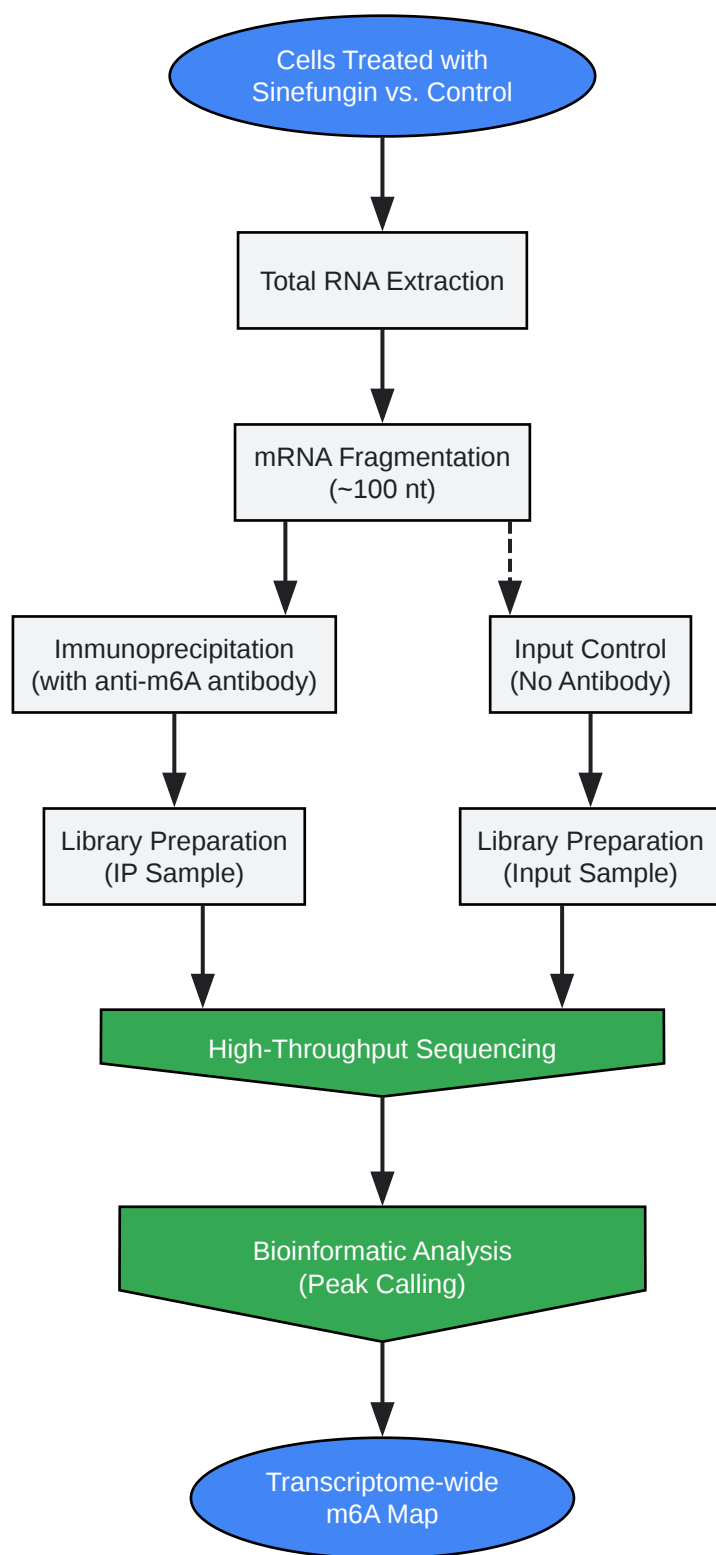 Cells Treated with
Sinefungin vs. Control
Total RNA Extraction
mRNA Fragmentation
(~100 nt)
Immunoprecipitation
(with anti-m6A antibody)
Input Control
(No Antibody)
Library Preparation
(IP Sample)
Library Preparation
(Input Sample)
High-Throughput Sequencing
Bioinformatic Analysis
(Peak Calling)
Transcriptome-wide
m6A Map